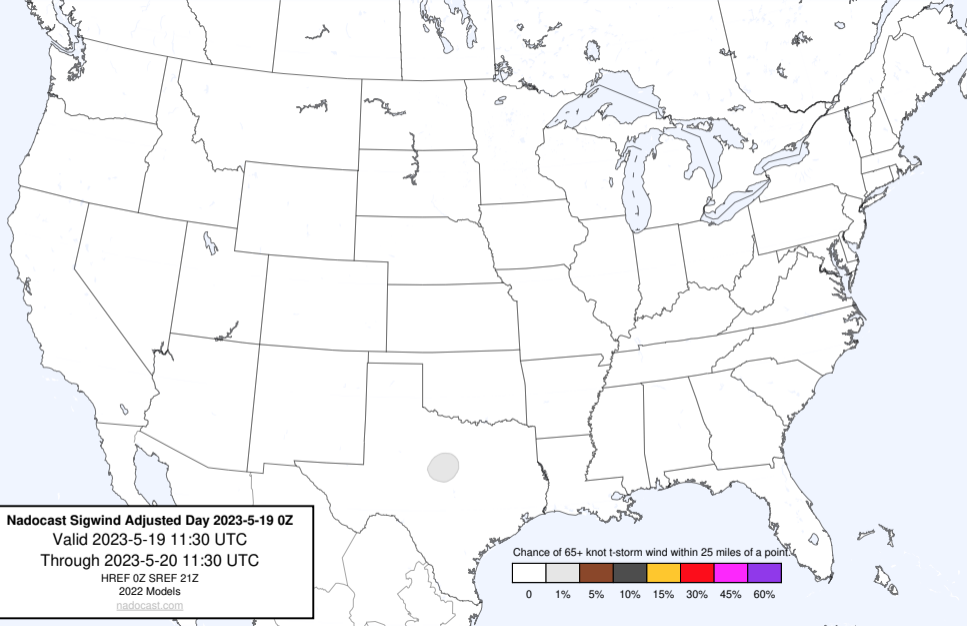 Nadocast Sigwind Adjusted Day 2023-5-19 0Z
Valid 2023-5-19 11:30 UTC
Through 2023-5-20 11:30 UTC
HREF 0Z SREF 21Z
2022 Models
nadocast.com
Chance of 65+ knot t-storm wind within 25 miles of a point.
0 1% 5% 10% 15% 30% 45% 60%